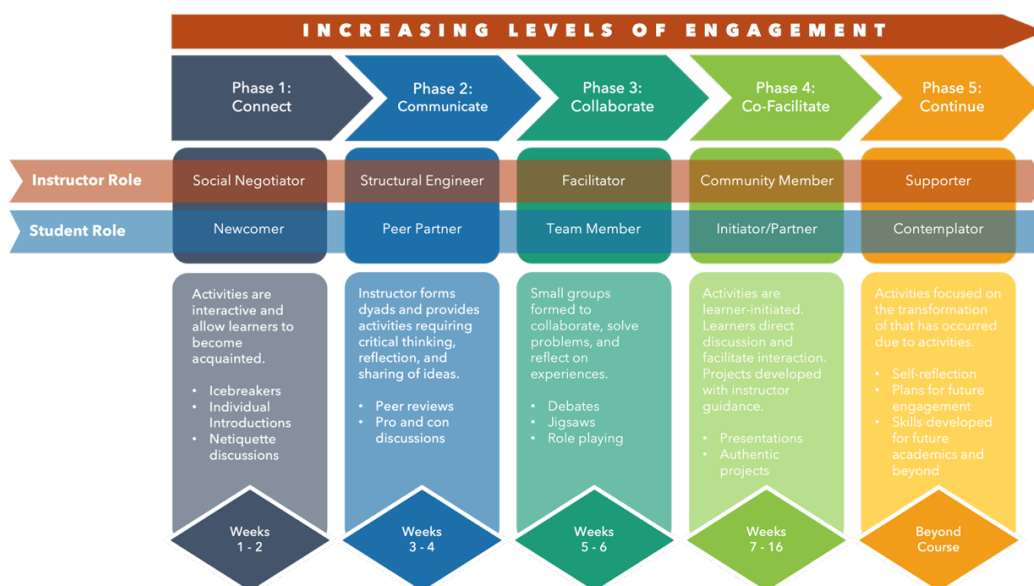 INCREASING LEVELS OF ENGAGEMENT
Phase 1:
Connect
Phase 2:
Communicate
Phase 3:
Collaborate
Phase 4:
Co-Facilitate
Phase 5:
Continue
Instructor Role
Social Negotiator
Structural Engineer
Facilitator
Community Member
Supporter
Student Role
Newcomer
Peer Partner
Team Member
Initiator/Partner
Contemplator
Activities are
interactive and
allow learners to
become
acquainted.
• Icebreakers
• Individual
Introductions
• Netiquette
discussions
Instructor forms
dyads and provides
activities requiring
critical thinking,
reflection, and
sharing of ideas.
• Peer reviews
• Pro and con
discussions
Small groups
formed to
collaborate, solve
problems, and
reflect on
experiences.
• Debates
• Jigsaws
• Role playing
Activities are
learner-initiated.
Learners direct
discussion and
facilitate interaction.
Projects developed
with instructor
guidance.
• Presentations
• Authentic
projects
Activities focused on
the transformation
of that has occurred
due to activities.
• Self-reflection
• Plans for future
engagement
• Skills developed
for future
academics and
beyond
Weeks
1 - 2
Weeks
3 - 4
Weeks
5 - 6
Weeks
7 - 16
Beyond
Course